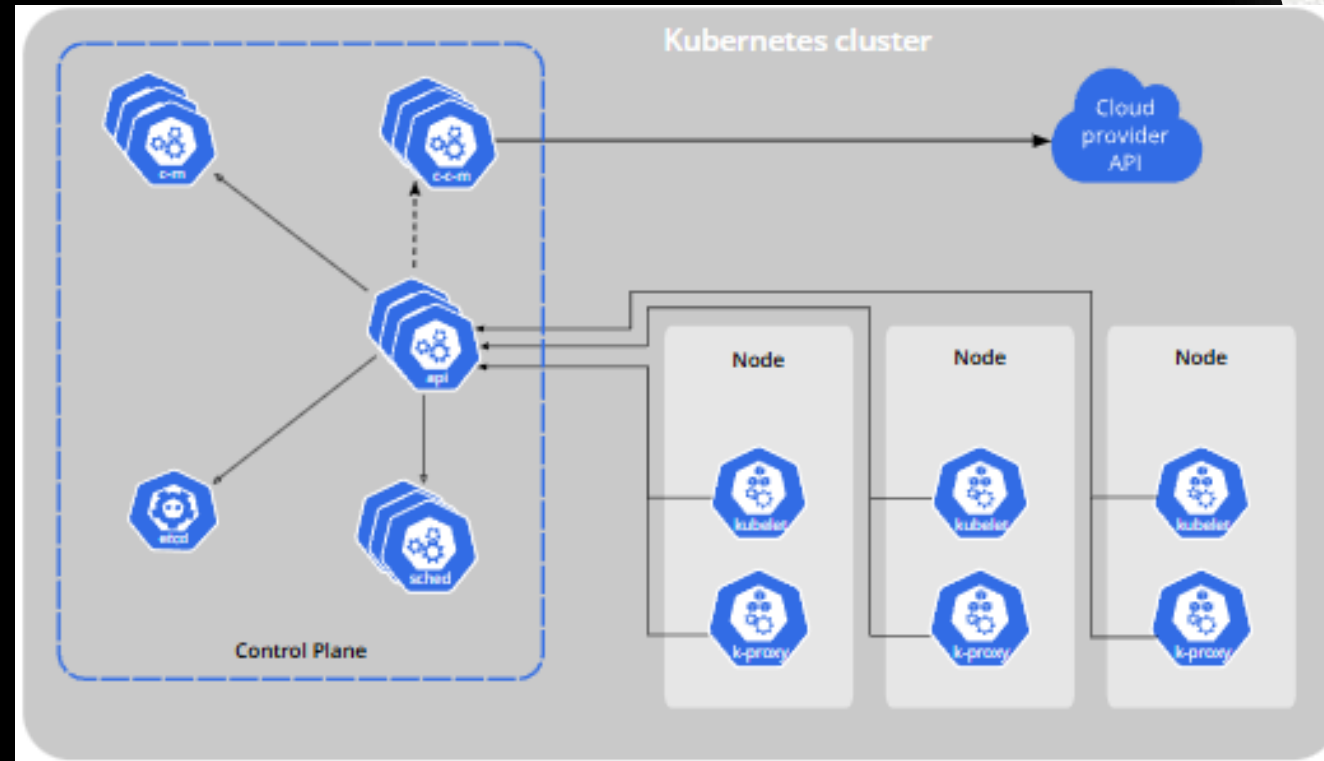 Kubernetes cluster
Cloud
provider
API
c-m
c-c-m
api
Node
Node
Node
etcd
sched
kubelet
kubelet
kubelet
k-proxy
k-proxy
k-proxy
Control Plane